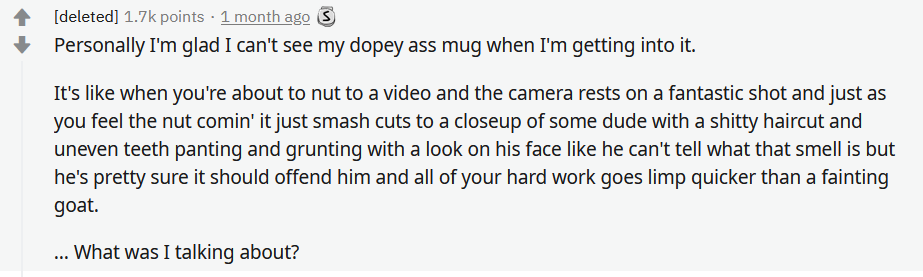 [deleted] 1.7k points · 1 month ago S
Personally I'm glad I can't see my dopey ass mug when I'm getting into it.
It's like when you're about to nut to a video and the camera rests on a fantastic shot and just as
you feel the nut comin' it just smash cuts to a closeup of some dude with a shitty haircut and
uneven teeth panting and grunting with a look on his face like he can't tell what that smell is but
he's pretty sure it should offend him and all of your hard work goes limp quicker than a fainting
goat.
... What was I talking about?